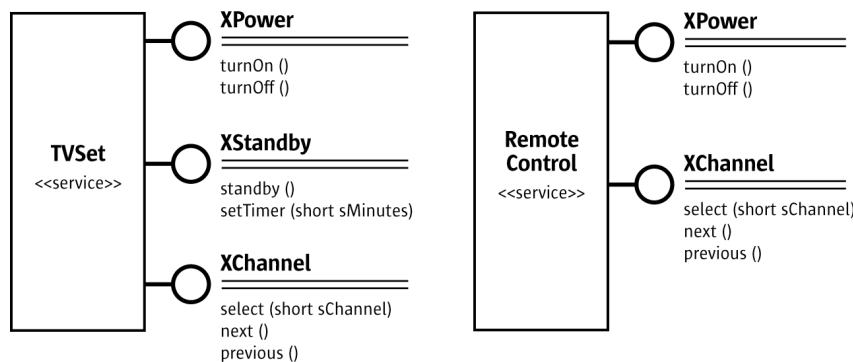 TVSet
<<service>>
XPower
turnOn ()
turnOff ()
XStandby
standby ()
setTimer (short sMinutes)
XChannel
select (short sChannel)
next ()
previous ()
Remote
Control
<<service>>
XPower
turnOn ()
turnOff ()
XChannel
select (short sChannel)
next ()
previous ()